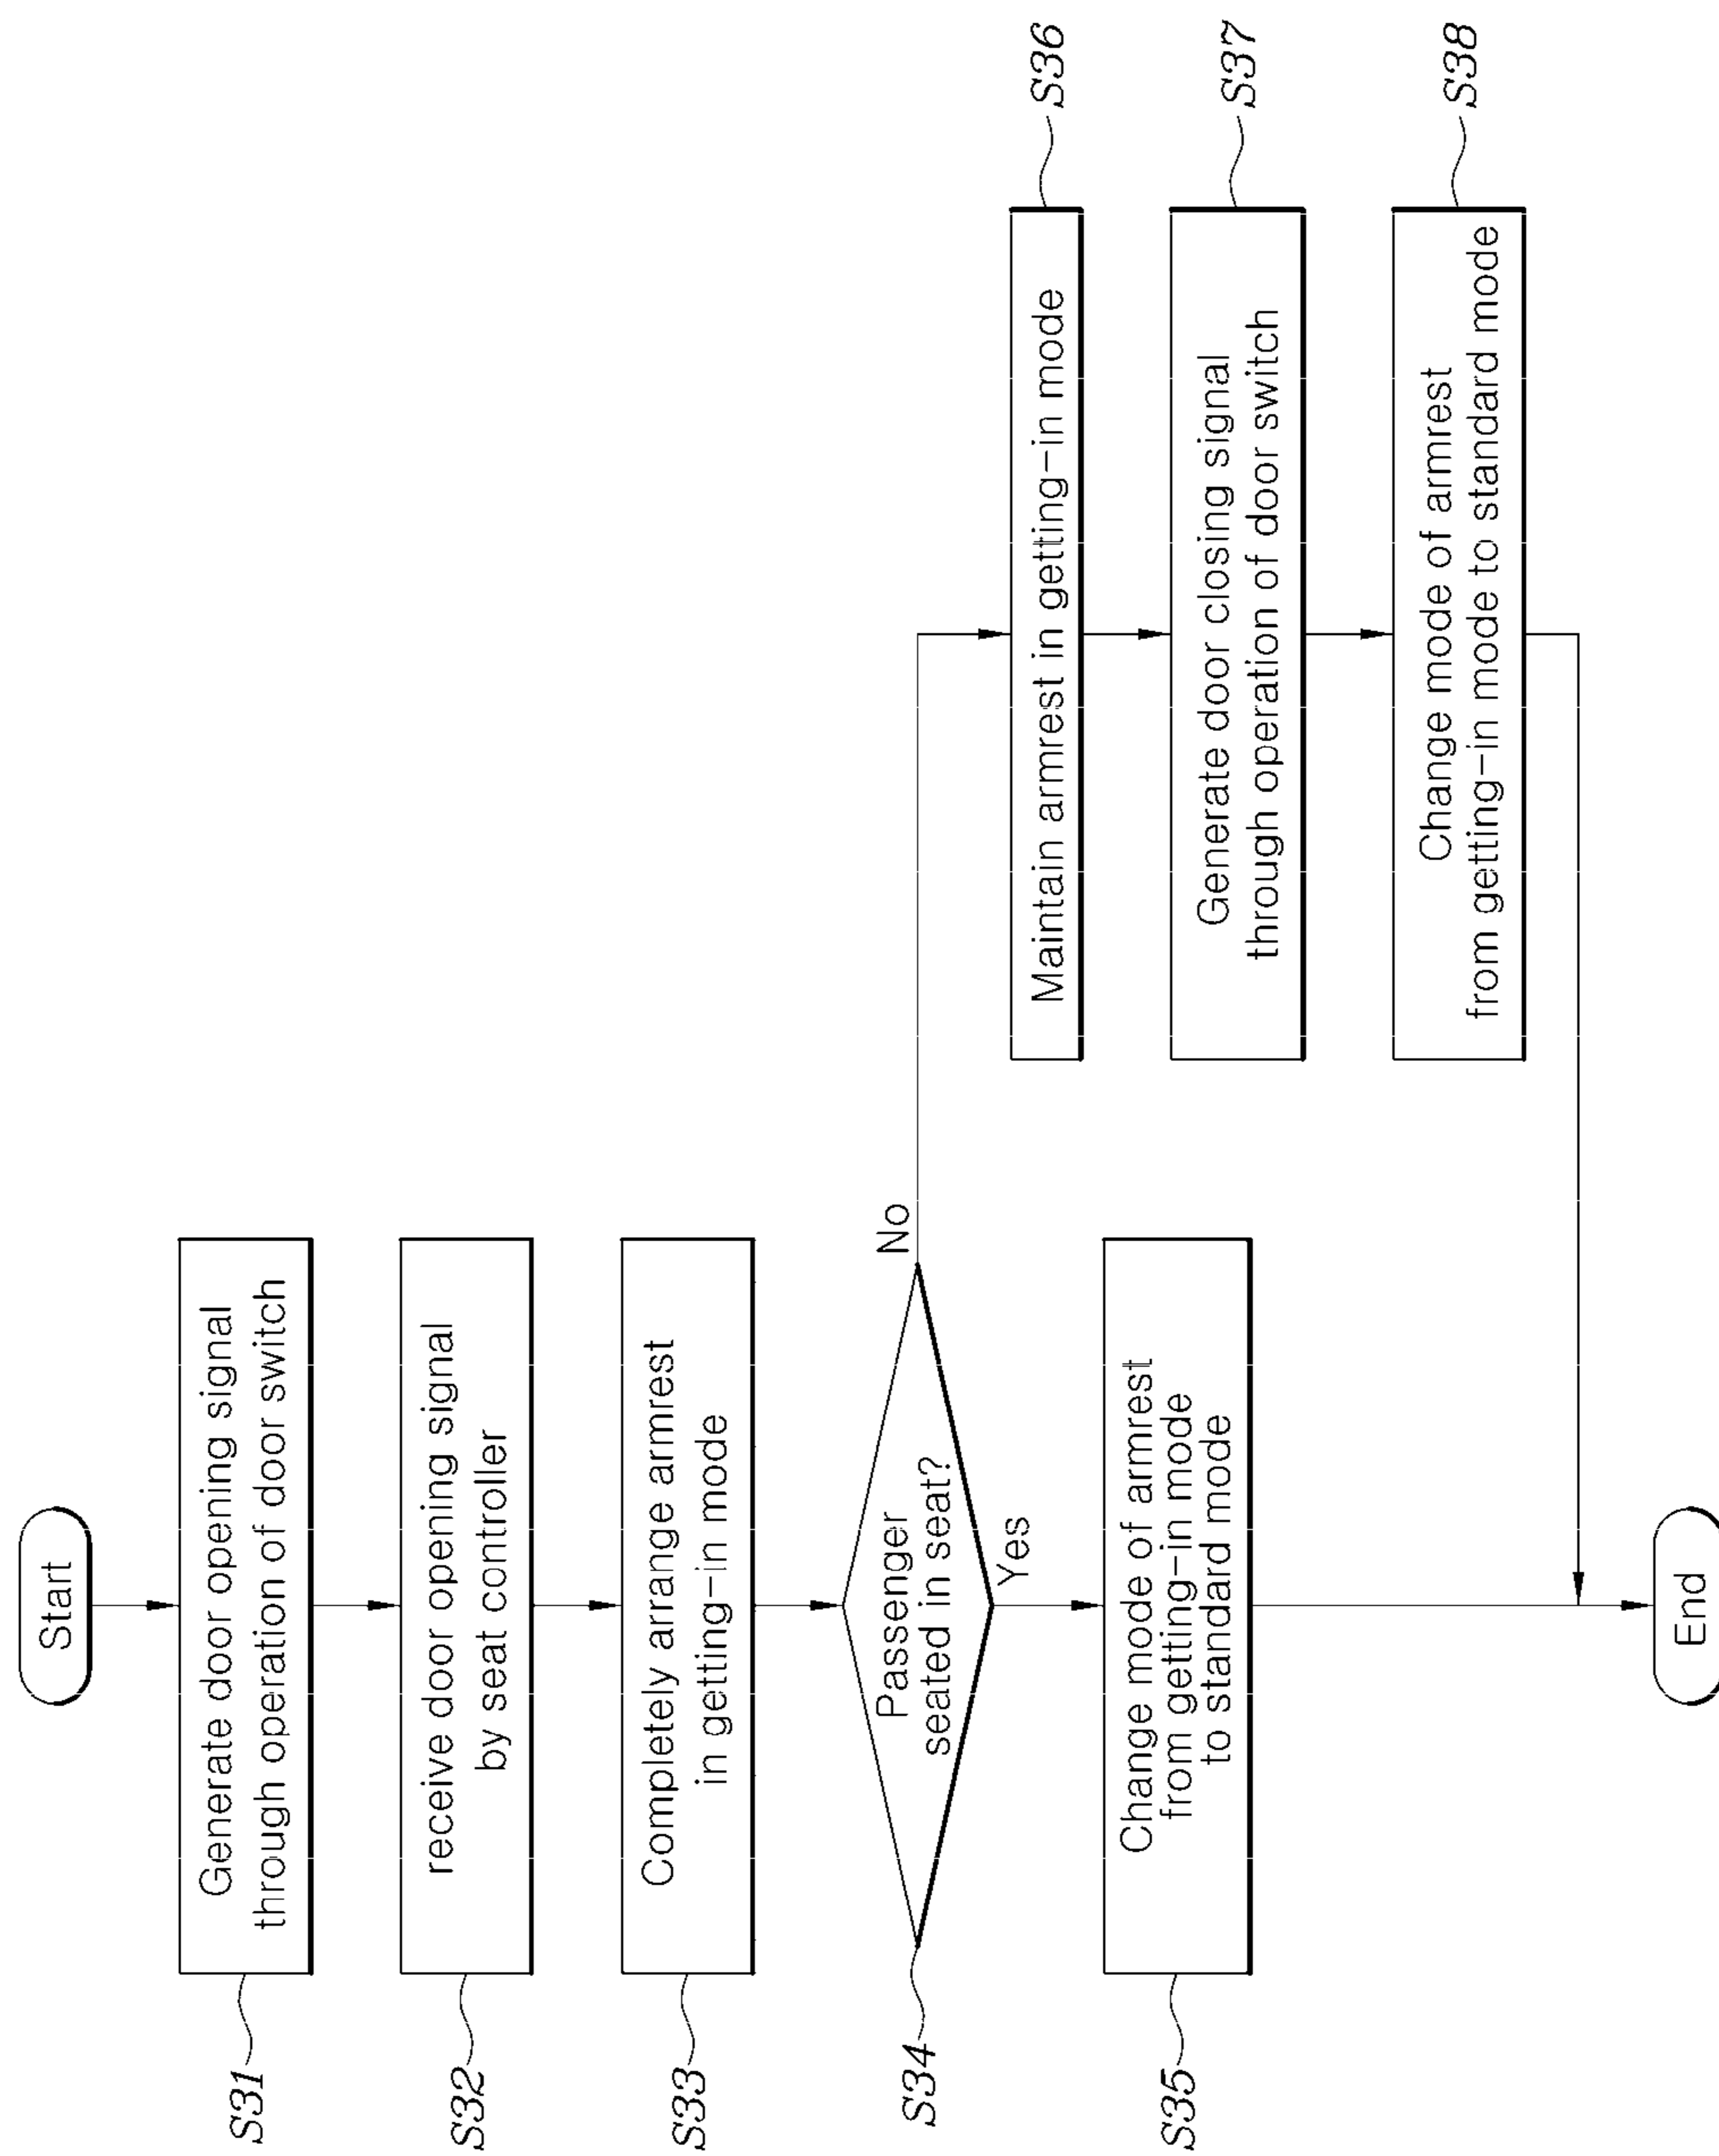 Start
S31
Generate door opening signal
through operation of door switch
S32
receive door opening signal
by seat controller
S33
Completely arrange armrest
in getting-in mode
S34
Passenger
seated in seat?
No
Yes
S35
Change mode of armrest
from getting-in mode
to standard mode
Maintain armrest in getting-in mode
S36
Generate door closing signal
through operation of door switch
S37
Change mode of armrest
from getting-in mode to standard mode
S38
End